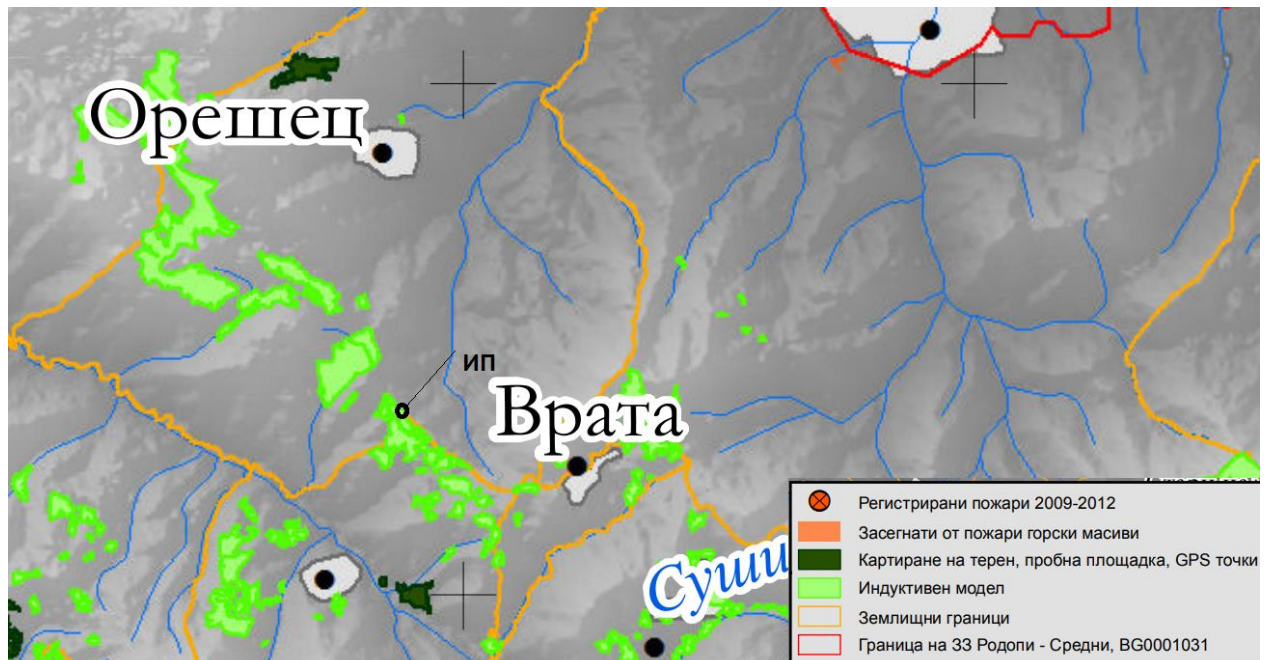 Орешец
ИП
Врата
Суши
Регистрирани пожари 2009-2012
Засегнати от пожари горски масиви
Картиране на терен, пробна площадка, GPS точки
Индуктивен модел
Землищни граници
Граница на ЗЗ Родопи - Средни, BG0001031